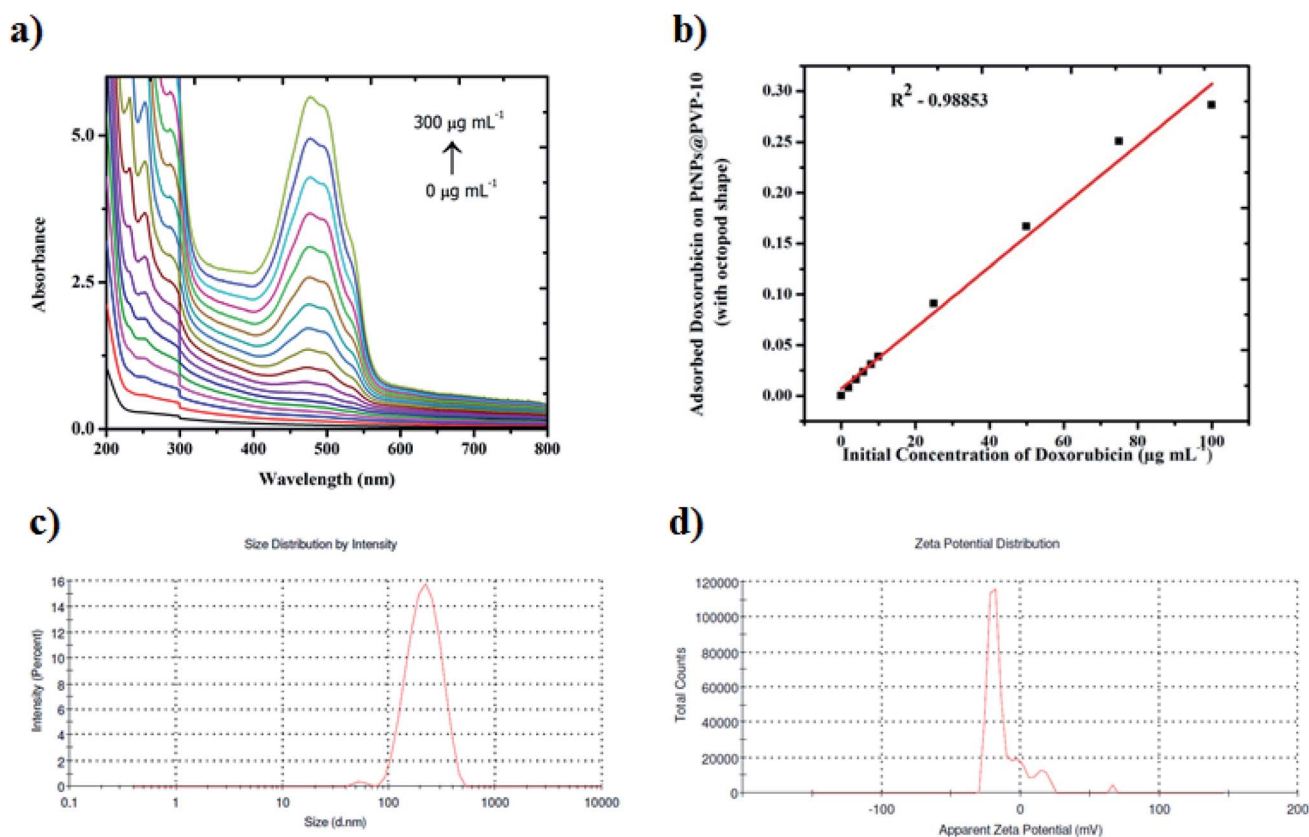 a)
Absorbance
5.0
2.5
0.0
300 µg mL⁻¹
0 µg mL⁻¹
200 300 400 500 600 700 800
Wavelength (nm)
b)
Adsorbed Doxorubicin on PtNPs@PVP-10
(with octopod shape)
R² - 0.98853
0.30
0.25
0.20
0.15
0.10
0.05
0.00
0 20 40 60 80 100
Initial Concentration of Doxorubicin (µg mL⁻¹)
c)
Size Distribution by Intensity
Intensity (Percent)
16
14
12
10
8
6
4
2
0
0.1 1 10 100 1000 10000
Size (d.nm)
d)
Zeta Potential Distribution
Total Counts
120000
100000
80000
60000
40000
20000
0
-100 0 100 200
Apparent Zeta Potential (mV)